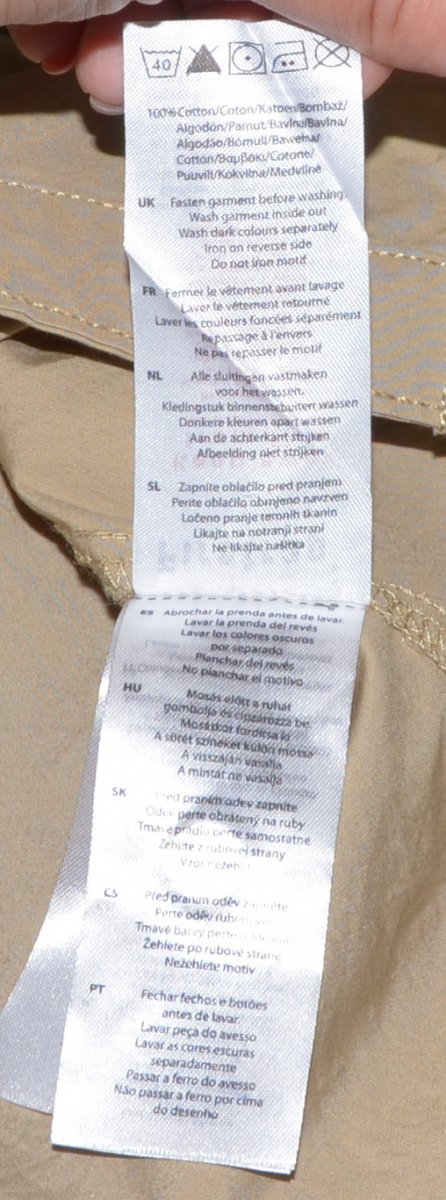 40
100%Cotton/Coton/Katoen/Bombaž/
Algodón/Pamut/Bavlna/Bavlna/
Algodão/Bömull/Bawełna/
Cotton/Βαμβάκι/Cotone/
Puuvill/Kokvilna/Medvilnė
UK Fasten garment before washing.
Wash garment inside out
Wash dark colours separately
Iron on reverse side
Do not iron motif
FR Fermer le vêtement avant lavage
Laver le vêtement retourné
Laver les couleurs foncées séparément
Repassage à l'envers
Ne pas repasser le motif
NL Alle sluitingen vastmaken
voor het wassen.
Kledingstuk binnenstebuiten wassen
Donkere kleuren apart wassen
Aan de achterkant strijken
Afbeelding niet strijken
SL Zapnite oblačilo pred pranjem
Perite oblačilo obrnjeno navzven
Ločeno pranje temnih tkanin
Likajte na notranji strani
Ne likajte našitka
ES Abrochar la prenda antes de lavar.
Lavar la prenda del revés
Lavar los colores oscuros
por separado
Planchar del revés
No planchar el motivo
HU Mosás előtt a ruhát
gombolja és cipzározza be.
Mosáskor fordítsa ki
A sötét színeket külön mossa
A visszáján vasalja
A mintát ne vasalja
SK Pred praním odev zapnite
Odev perte obrátený na ruby
Tmavé prádlo perte samostatne
Žehlite z rubovej strany
Vzor
CS Před praním oděv zapněte
Perte oděv
Tmavé barvy perte
Žehlete po rubové straně
Nežehlete motiv
PT Fechar fechos e botões
antes de lavar.
Lavar peça do avesso
Lavar as cores escuras
separadamente
Passar a ferro do avesso
Não passar a ferro por cima
do desenho